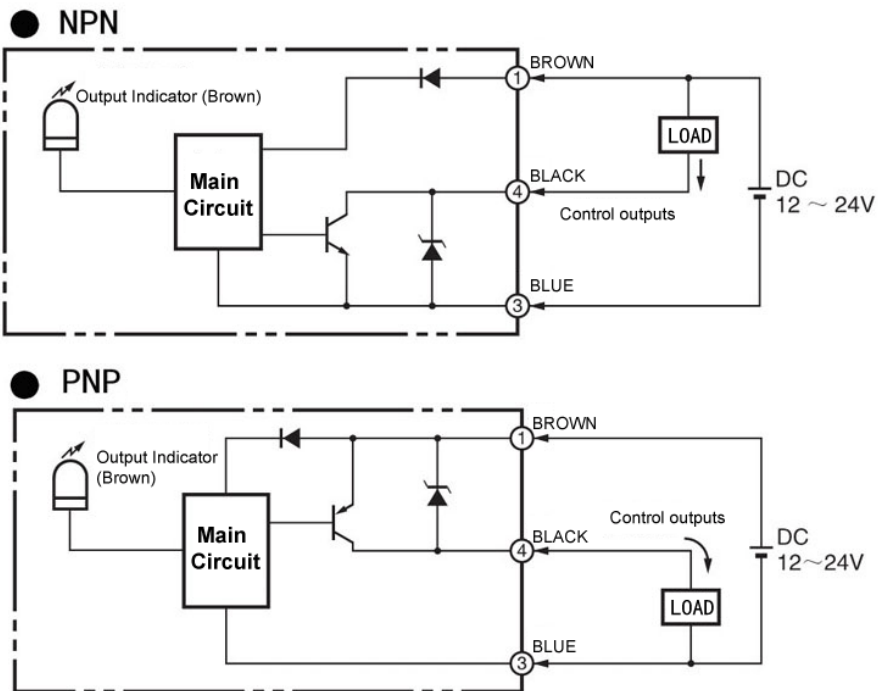 ● NPN
BROWN
1
Output Indicator (Brown)
LOAD
Main
Circuit
BLACK
4
Control outputs
DC
12 ~ 24V
BLUE
3
● PNP
BROWN
1
Output Indicator
(Brown)
Main
Circuit
Control outputs
BLACK
4
DC
12~24V
LOAD
BLUE
3